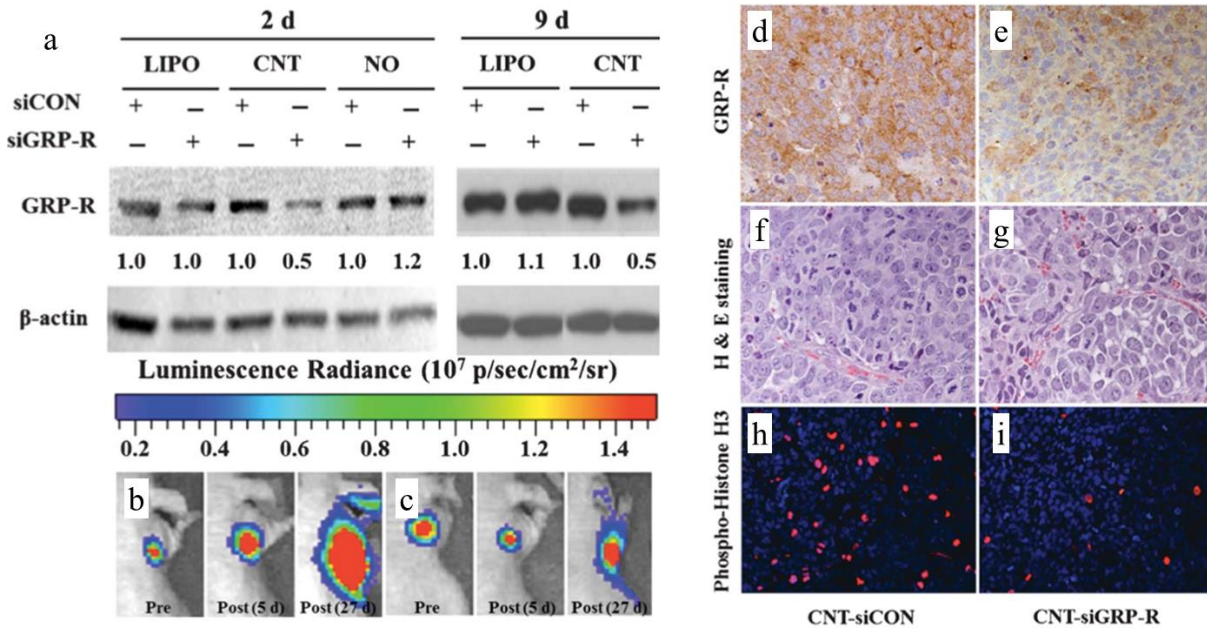 a
2 d
9 d
LIPO CNT NO
LIPO CNT
siCON + – + – + –
+ – + –
siGRP-R – + – + – +
– + – +
GRP-R
1.0 1.0 1.0 0.5 1.0 1.2
1.0 1.1 1.0 0.5
β-actin
Luminescence Radiance (10⁷ p/sec/cm²/sr)
0.2 0.4 0.6 0.8 1.0 1.2 1.4
b
c
Pre Post (5 d) Post (27 d) Pre Post (5 d) Post (27 d)
GRP-R
d
e
H & E staining
f
g
Phospho-Histone H3
h
i
CNT-siCON
CNT-siGRP-R